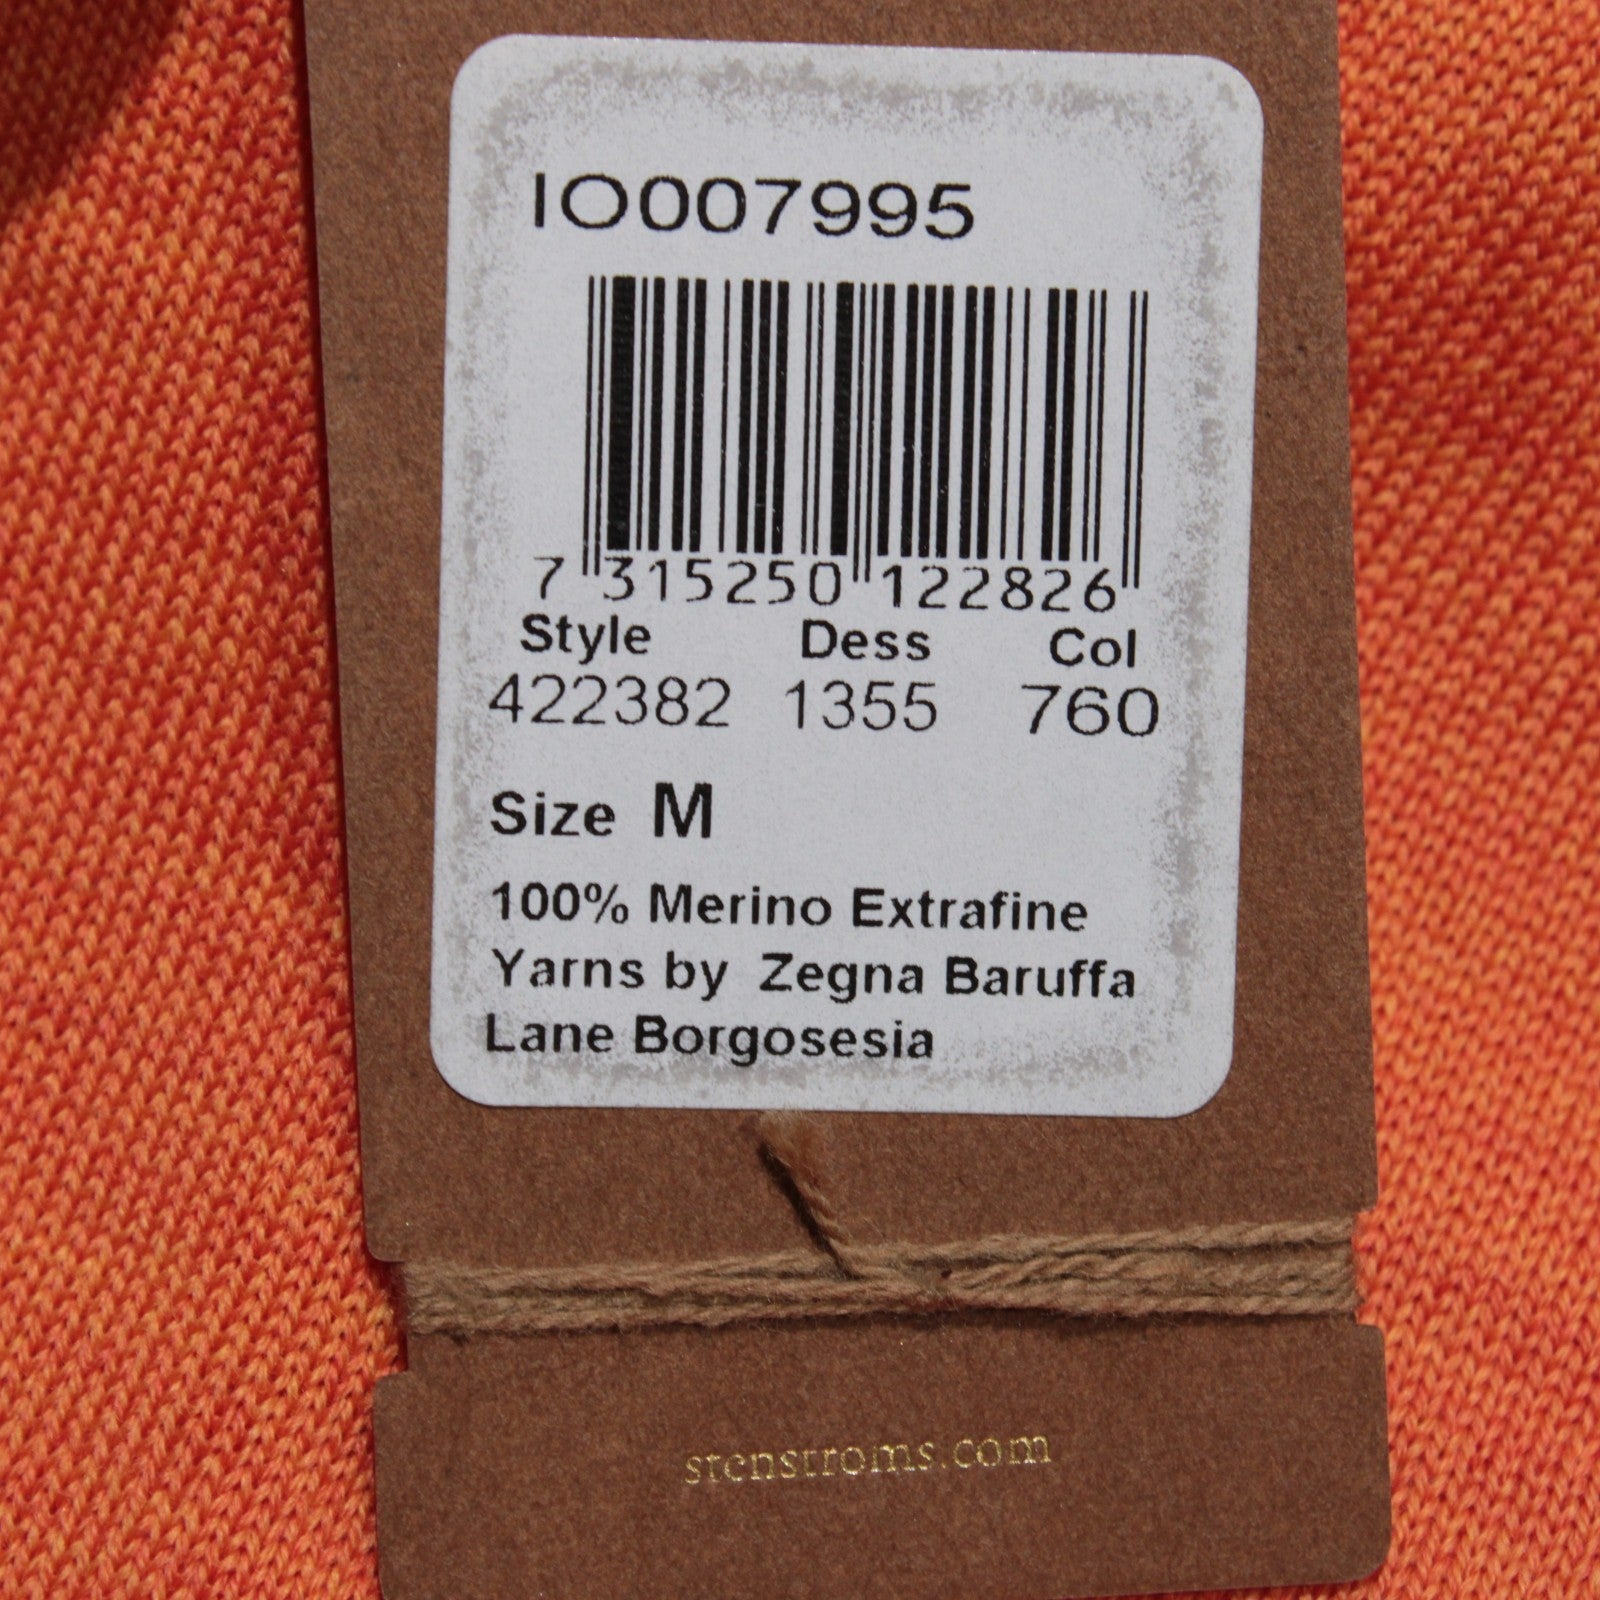 IO007995
7 315250 122826
Style Dess Col
422382 1355 760
Size M
100% Merino Extrafine
Yarns by Zegna Baruffa
Lane Borgosesia
stenstroms.com